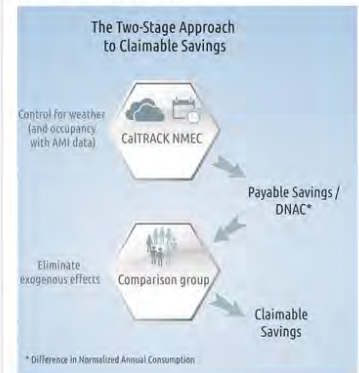 The Two-Stage Approach
to Claimable Savings
Control for weather
(and occupancy
with AMI data)
CalTRACK NMEC
Payable Savings /
DNAC*
Eliminate
exogenous effects
Comparison group
Claimable
Savings
* Difference in Normalized Annual Consumption